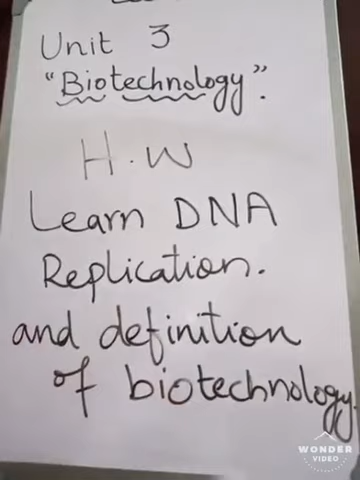 Unit 3
"Biotechnology".
H.W
Learn DNA
Replication.
and definition
of biotechnology.
WONDER
VIDEO